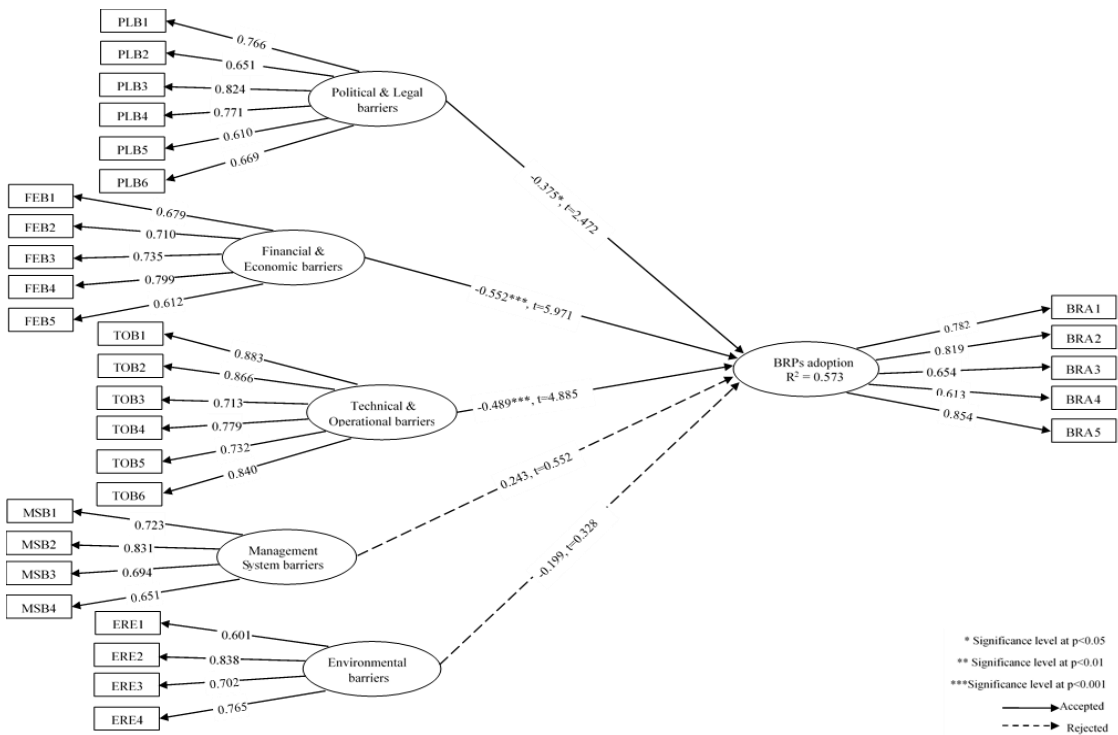 PLB1
0.766
PLB2
0.651
PLB3
0.824
PLB4
0.771
PLB5
0.610
PLB6
0.669
Political & Legal
barriers
-0.375*, t=2.472
FEB1
0.679
FEB2
0.710
FEB3
0.735
FEB4
0.799
FEB5
0.612
Financial &
Economic barriers
-0.552***, t=5.971
TOB1
0.883
TOB2
0.866
TOB3
0.713
TOB4
0.779
TOB5
0.732
TOB6
0.840
Technical &
Operational barriers
-0.489***, t=4.885
MSB1
0.723
MSB2
0.831
MSB3
0.694
MSB4
0.651
Management
System barriers
0.243, t=0.552
ERE1
0.601
ERE2
0.838
ERE3
0.702
ERE4
0.765
Environmental
barriers
-0.199, t=0.328
BRPs adoption
R² = 0.573
0.782
BRA1
0.819
BRA2
0.654
BRA3
0.613
BRA4
0.854
BRA5
* Significance level at p<0.05
** Significance level at p<0.01
***Significance level at p<0.001
Accepted
Rejected